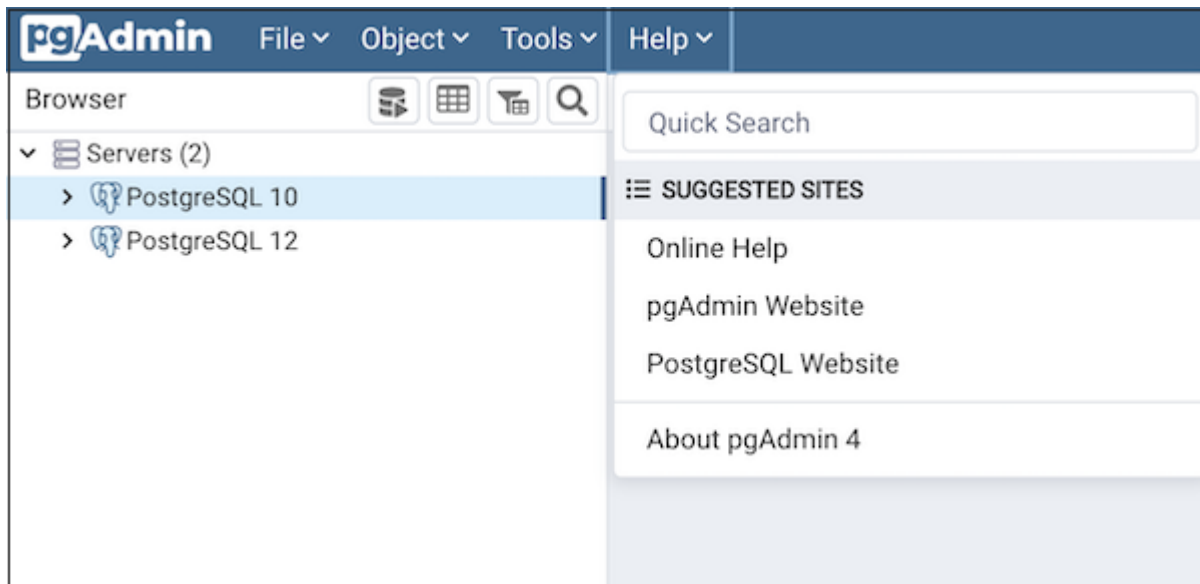 pgAdmin File Object Tools Help
Browser
Servers (2)
PostgreSQL 10
PostgreSQL 12
Quick Search
SUGGESTED SITES
Online Help
pgAdmin Website
PostgreSQL Website
About pgAdmin 4